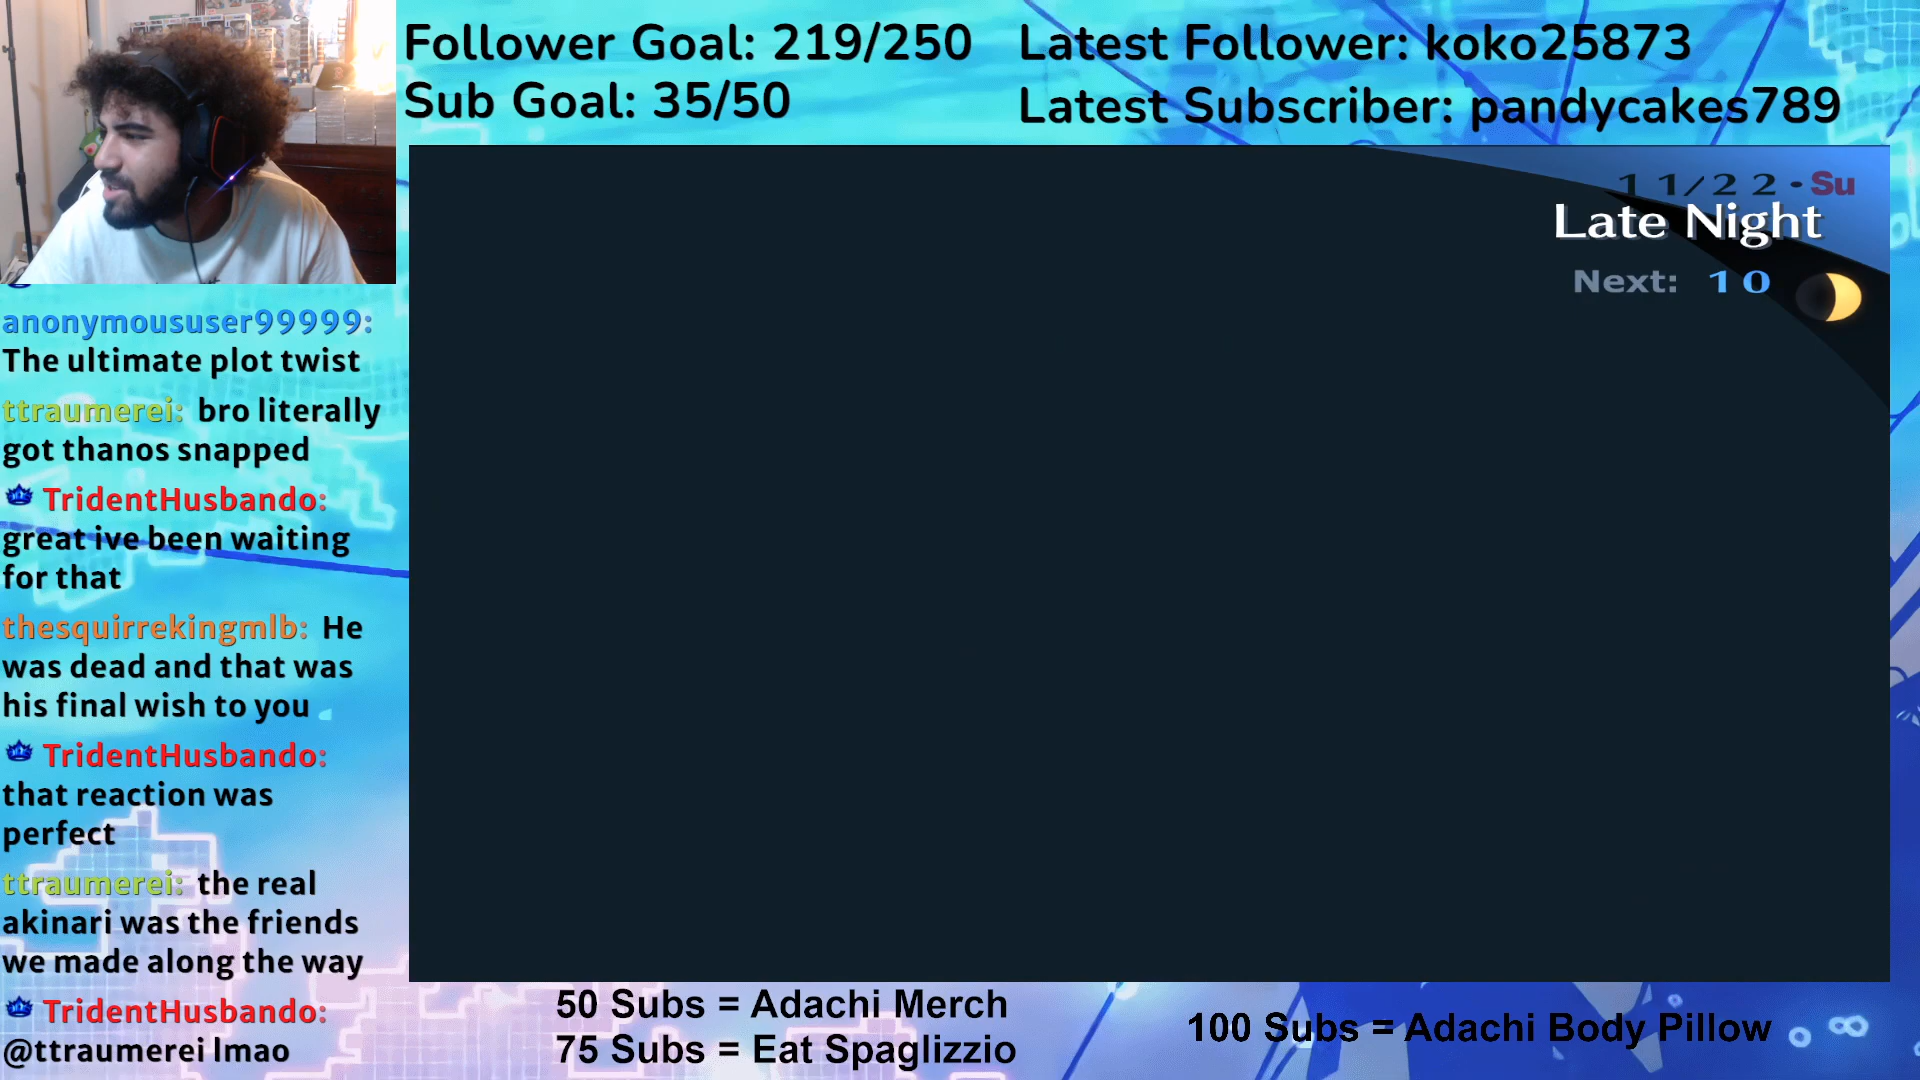 Follower Goal: 219/250
Sub Goal: 35/50
Latest Follower: koko25873
Latest Subscriber: pandycakes789
11/22・Su
Late Night
Next: 10
anonymoususer99999:
The ultimate plot twist
ttraumerei: bro literally
got thanos snapped
TridentHusbando:
great ive been waiting
for that
thesquirrekingmlb: He
was dead and that was
his final wish to you
TridentHusbando:
that reaction was
perfect
ttraumerei: the real
akinari was the friends
we made along the way
TridentHusbando:
@ttraumerei lmao
50 Subs = Adachi Merch
75 Subs = Eat Spaglizzio
100 Subs = Adachi Body Pillow